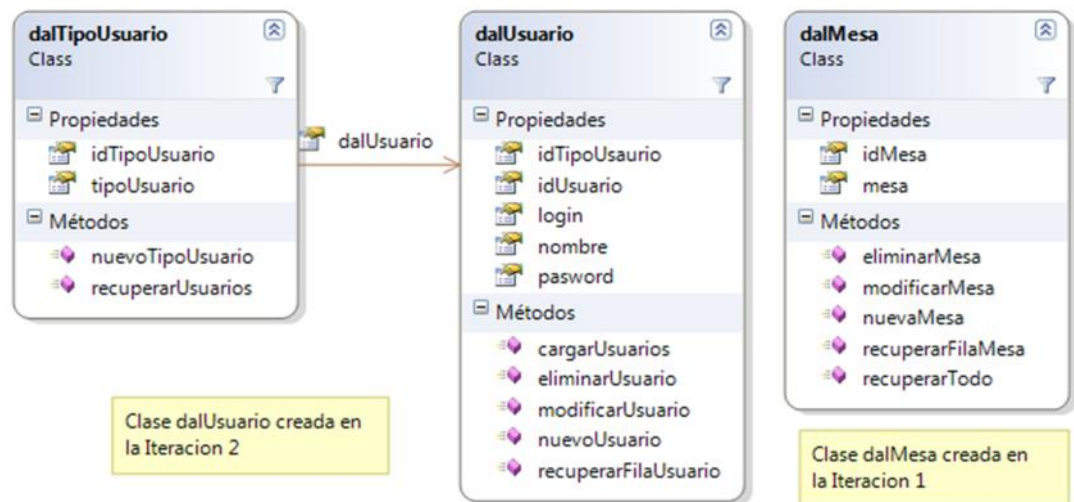 dalTipoUsuario
Class
Propiedades
idTipoUsuario
tipoUsuario
Métodos
nuevoTipoUsuario
recuperarUsuarios
dalUsuario
dalUsuario
Class
Propiedades
idTipoUsaurio
idUsuario
login
nombre
pasword
Métodos
cargarUsuarios
eliminarUsuario
modificarUsuario
nuevoUsuario
recuperarFilaUsuario
dalMesa
Class
Propiedades
idMesa
mesa
Métodos
eliminarMesa
modificarMesa
nuevaMesa
recuperarFilaMesa
recuperarTodo
Clase dalUsuario creada en
la Iteracion 2
Clase dalMesa creada en
la Iteracion 1